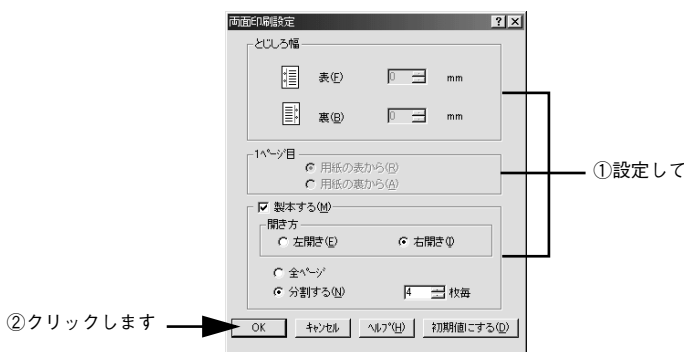 両面印刷設定
とじしろ幅
表(F) 0 mm
裏(B) 0 mm
1ページ目
用紙の表から(R)
用紙の裏から(A)
製本する(M)
開き方
左開き(E) 右開き(I)
全ページ
分割する(N) 4 枚毎
OK キャンセル ヘルプ(H) 初期値にする(D)
①設定して
②クリックします